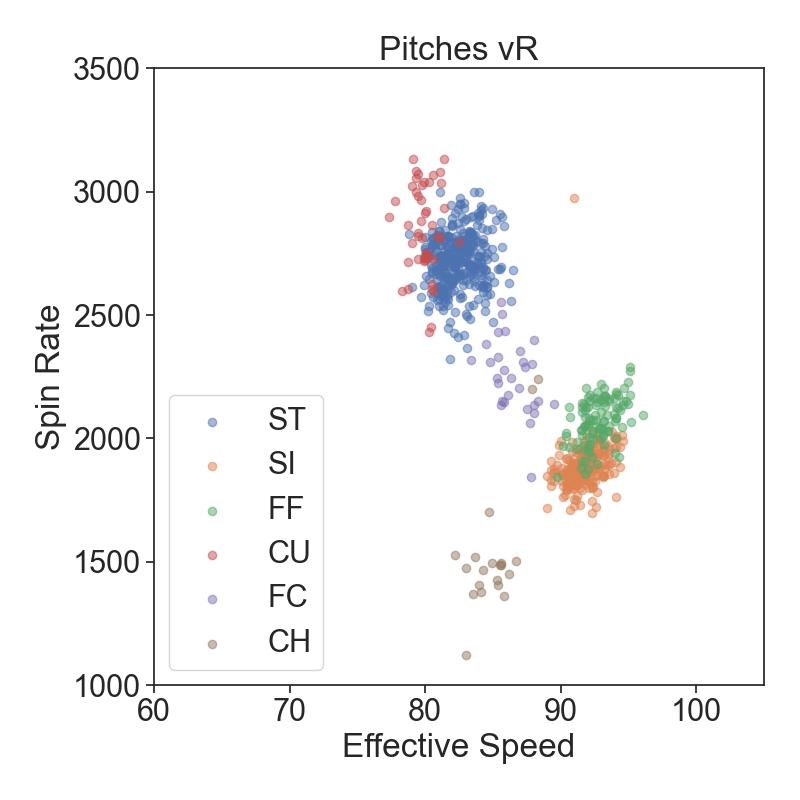 Pitches vR
3500
3000
2500
2000
1500
1000
Spin Rate
ST
SI
FF
CU
FC
CH
60 70 80 90 100
Effective Speed